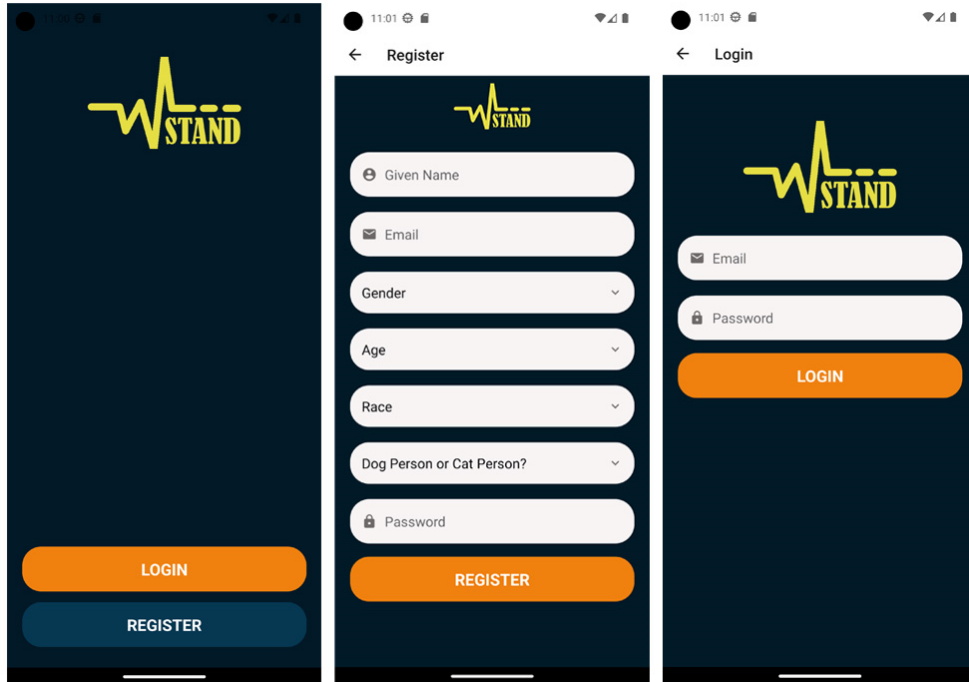 STAND
LOGIN
REGISTER
11:01
Register
STAND
Given Name
Email
Gender
Age
Race
Dog Person or Cat Person?
Password
REGISTER
11:01
Login
STAND
Email
Password
LOGIN